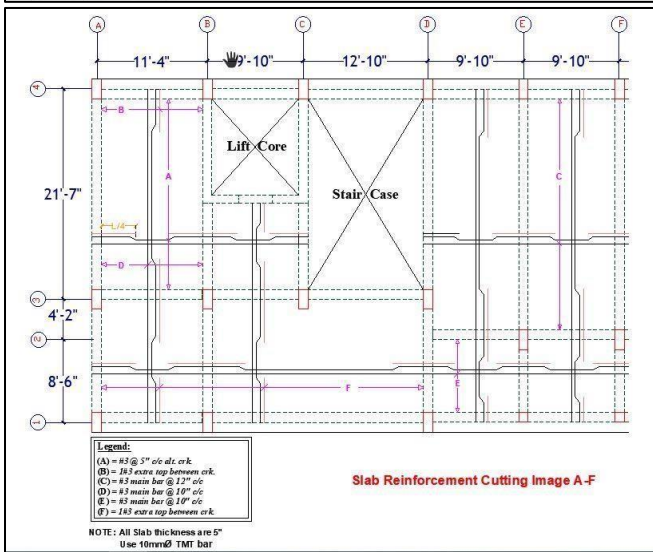 A B C D E F
11'-4" 9'-10" 12'-10" 9'-10" 9'-10"
4
B
Lift Core
A
C
21'-7"
Stair Case
L/4
D
3
4'-2"
2
8'-6"
E
F
1
Legend:
(A) = #3 @ 5" c/c alt. crk.
(B) = 1#3 extra top between crk.
(C) = #3 main bar @ 12" c/c
(D) = #3 main bar @ 10" c/c
(E) = #3 main bar @ 10" c/c
(F) = 1#3 extra top between crk.
Slab Reinforcement Cutting Image A-F
NOTE: All Slab thickness are 5"
Use 10mmØ TMT bar